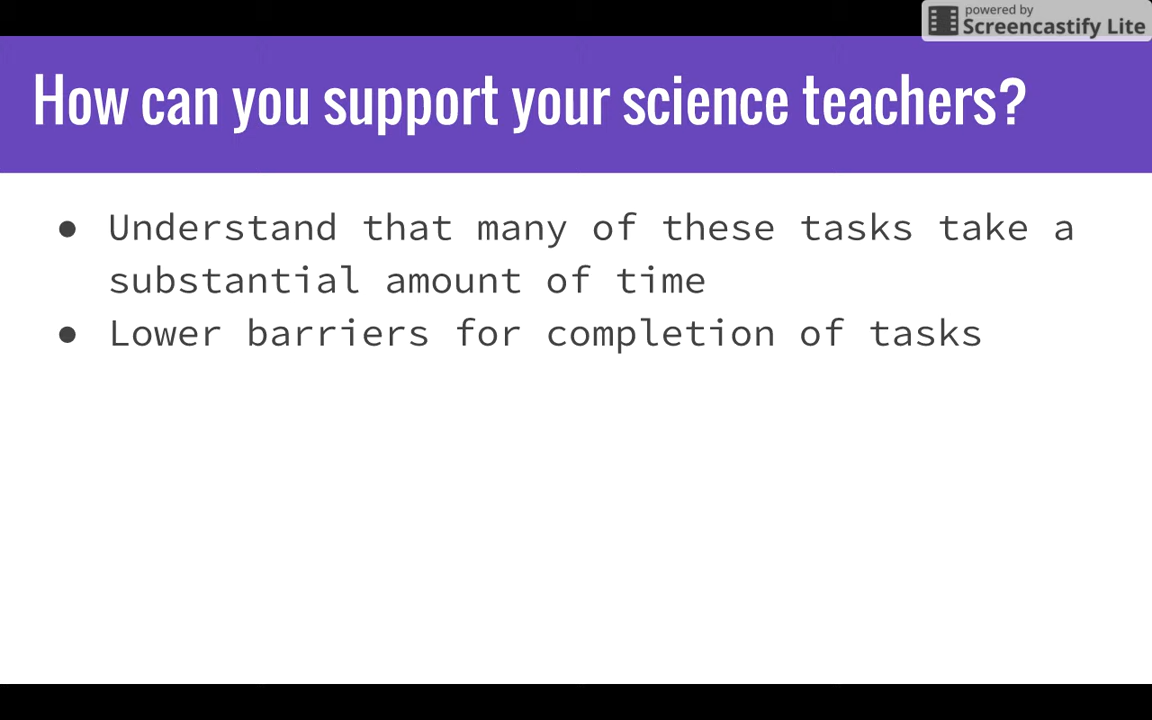 powered by
Screencastify Lite
How can you support your science teachers?
● Understand that many of these tasks take a
substantial amount of time
● Lower barriers for completion of tasks